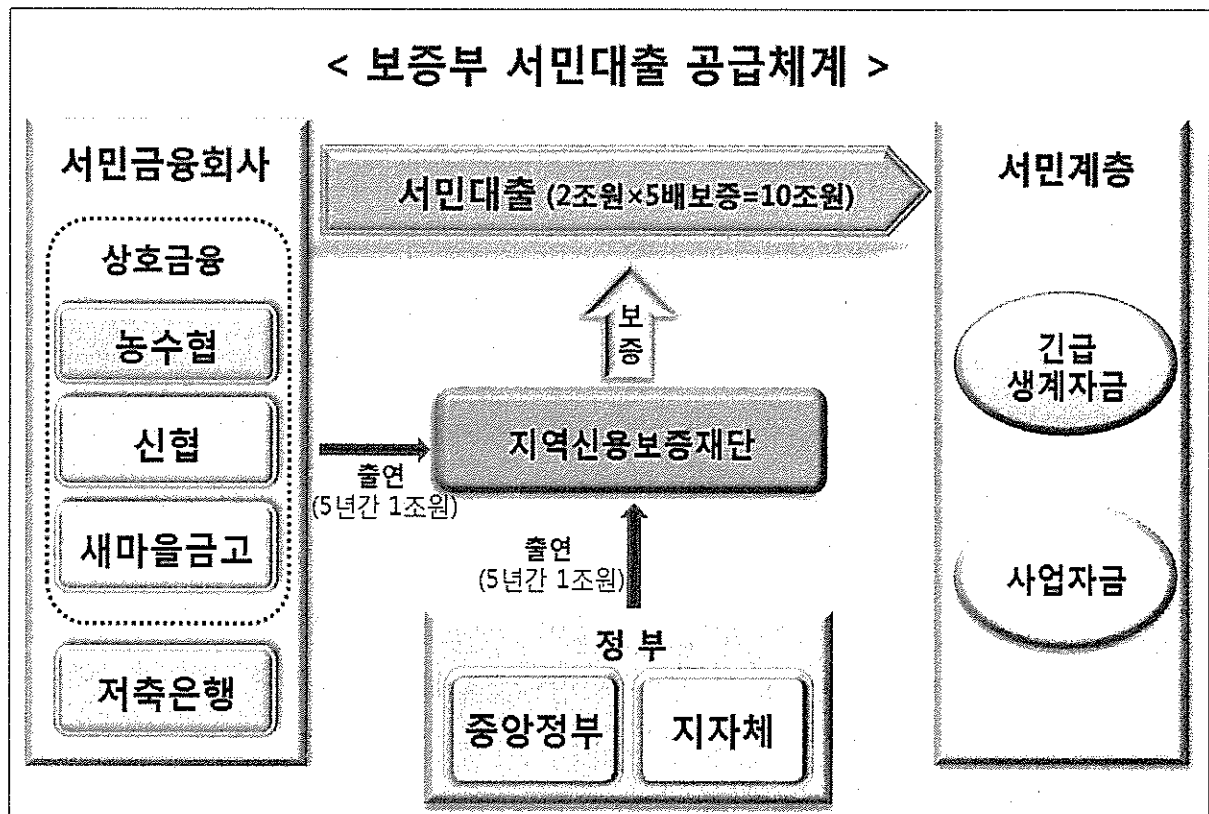 < 보증부 서민대출 공급체계 >
서민금융회사
서민대출 (2조원×5배보증=10조원)
서민계층
상호금융
농수협
신협
새마을금고
저축은행
보
증
지역신용보증재단
출연
(5년간 1조원)
출연
(5년간 1조원)
정 부
중앙정부
지자체
긴급
생계자금
사업자금